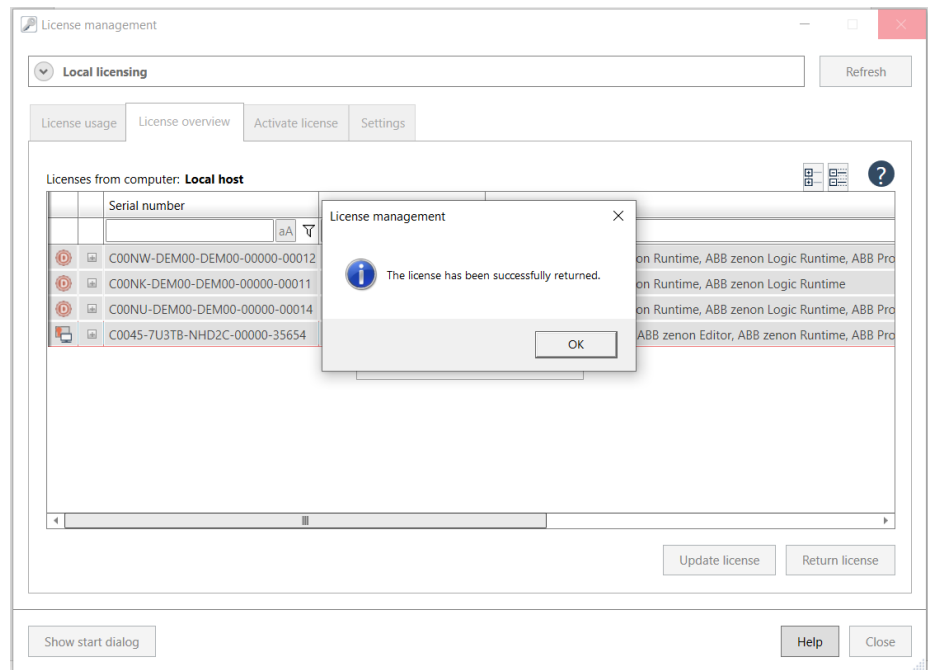 License management
Local licensing
Refresh
License usage
License overview
Activate license
Settings
Licenses from computer: Local host
?
Serial number
aA
C00NW-DEM00-DEM00-00000-00012
on Runtime, ABB zenon Logic Runtime, ABB Pro
C00NK-DEM00-DEM00-00000-00011
on Runtime, ABB zenon Logic Runtime
C00NU-DEM00-DEM00-00000-00014
on Runtime, ABB zenon Logic Runtime, ABB Pro
C0045-7U3TB-NHD2C-00000-35654
ABB zenon Editor, ABB zenon Runtime, ABB Pro
License management
The license has been successfully returned.
OK
Update license
Return license
Show start dialog
Help
Close